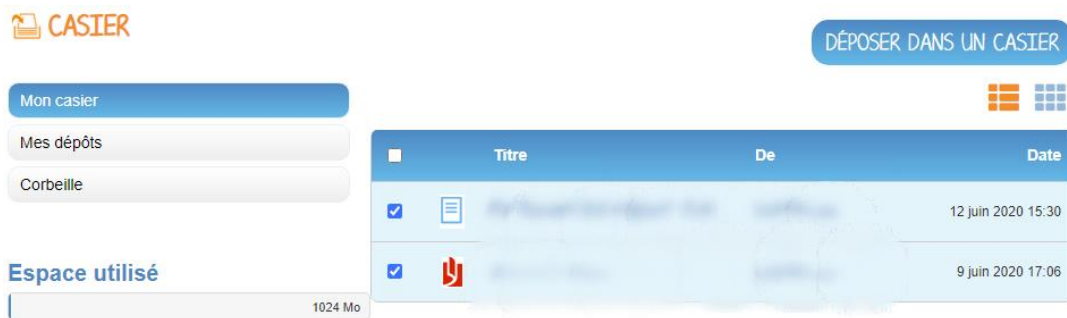 CASIER
DÉPOSER DANS UN CASIER
Mon casier
Mes dépôts
Corbeille
Titre De Date
12 juin 2020 15:30
9 juin 2020 17:06
Espace utilisé
1024 Mo